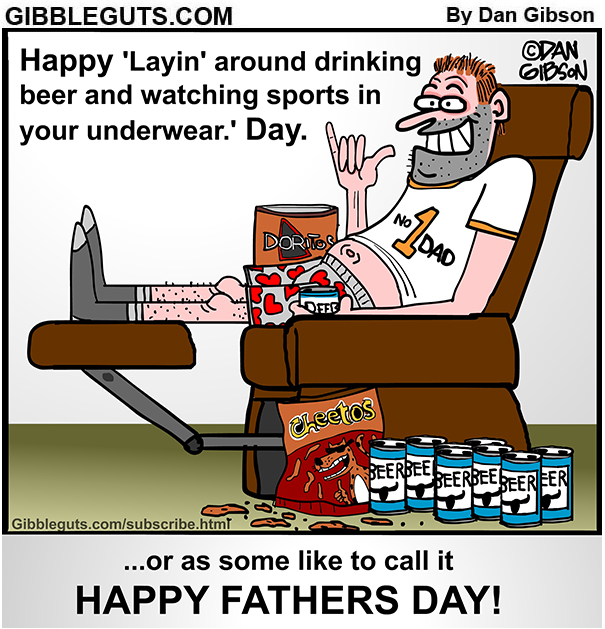 GIBBLEGUTS.COM By Dan Gibson
©DAN
GIBSON
Happy 'Layin' around drinking
beer and watching sports in
your underwear.' Day.
NO 1 DAD
DORITOS
BEER
Cheetos
BEER BEE BEER BEE BEER EER
Gibbleguts.com/subscribe.html
...or as some like to call it
HAPPY FATHERS DAY!